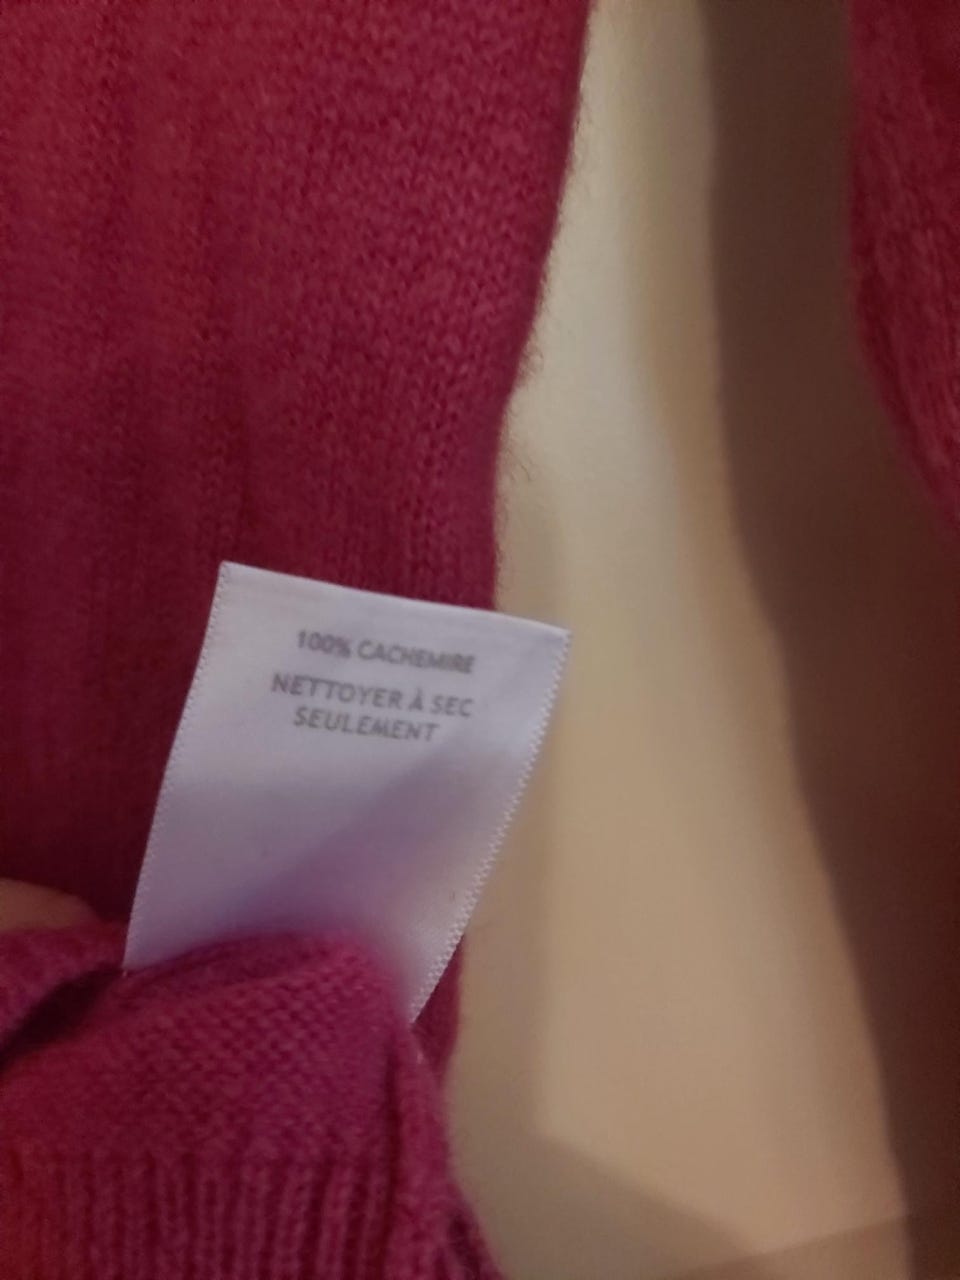 100% CACHEMIRE
NETTOYER À SEC
SEULEMENT